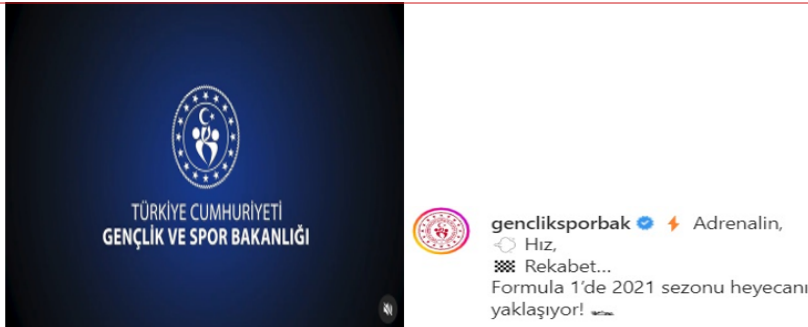 TÜRKİYE CUMHURİYETİ
GENÇLİK VE SPOR BAKANLIĞI
gencliksporbak ⚡ Adrenalin,
💨 Hız,
🏁 Rekabet...
Formula 1'de 2021 sezonu heyecanı
yaklaşıyor! 🏎